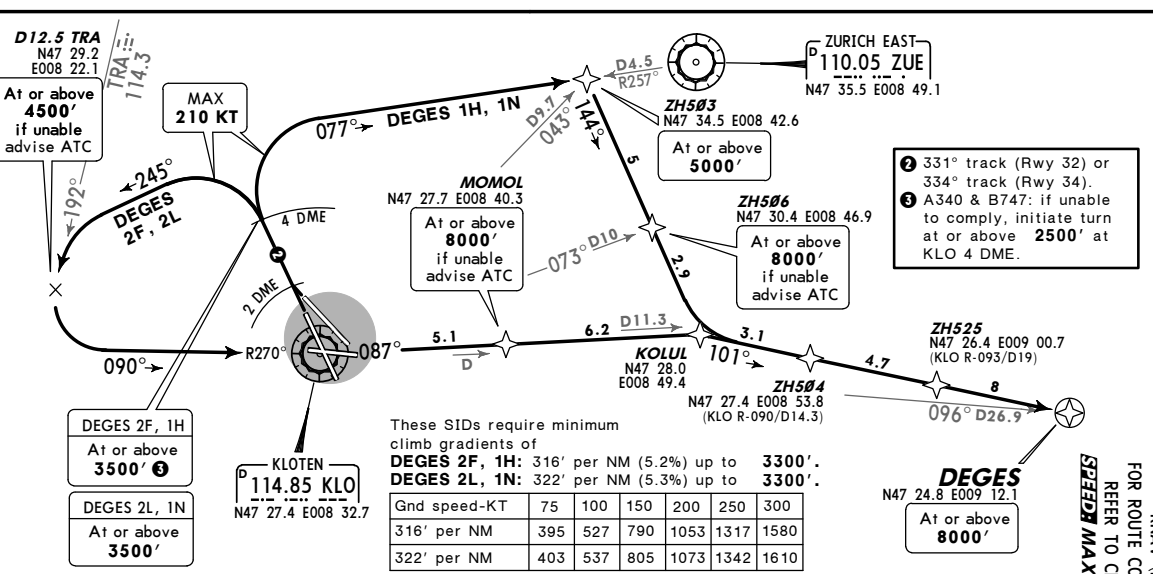 D12.5 TRA
N47 29.2
E008 22.1
At or above
4500'
if unable
advise ATC
TRA
114.3
MAX
210 KT
077°
DEGES 1H, 1N
245°
DEGES
2F, 2L
192°
4 DME
2 DME
2
090°
R270°
087°
5.1
D
6.2
D11.3
3.1
101°
4.7
8
096° D26.9
D4.5
R257°
D9.7
043°
144°
5
2.9
073° D10
ZURICH EAST
D
110.05 ZUE
N47 35.5 E008 49.1
ZH503
N47 34.5 E008 42.6
At or above
5000'
MOMOL
N47 27.7 E008 40.3
At or above
8000'
if unable
advise ATC
ZH506
N47 30.4 E008 46.9
At or above
8000'
if unable
advise ATC
2 331° track (Rwy 32) or
334° track (Rwy 34).
3 A340 & B747: if unable
to comply, initiate turn
at or above 2500' at
KLO 4 DME.
KOLUL
N47 28.0
E008 49.4
ZH504
N47 27.4 E008 53.8
(KLO R-090/D14.3)
ZH525
N47 26.4 E009 00.7
(KLO R-093/D19)
DEGES
N47 24.8 E009 12.1
At or above
8000'
DEGES 2F, 1H
At or above
3500' 3
DEGES 2L, 1N
At or above
3500'
KLOTEN
D
114.85 KLO
N47 27.4 E008 32.7
These SIDs require minimum
climb gradients of
DEGES 2F, 1H: 316' per NM (5.2%) up to 3300'.
DEGES 2L, 1N: 322' per NM (5.3%) up to 3300'.
Gnd speed-KT 75 100 150 200 250 300
316' per NM 395 527 790 1053 1317 1580
322' per NM 403 537 805 1073 1342 1610
FOR ROUTE CO
REFER TO C
SPEED: MAX